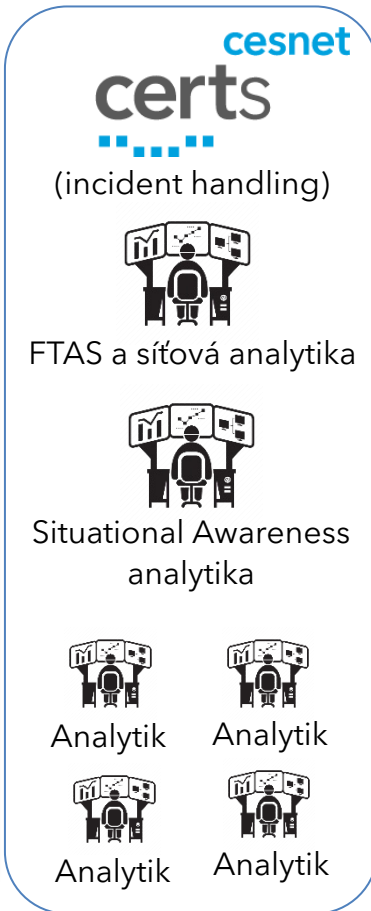 cesnet
certs
(incident handling)
FTAS a síťová analytika
Situational Awareness
analytika
Analytik Analytik
Analytik Analytik